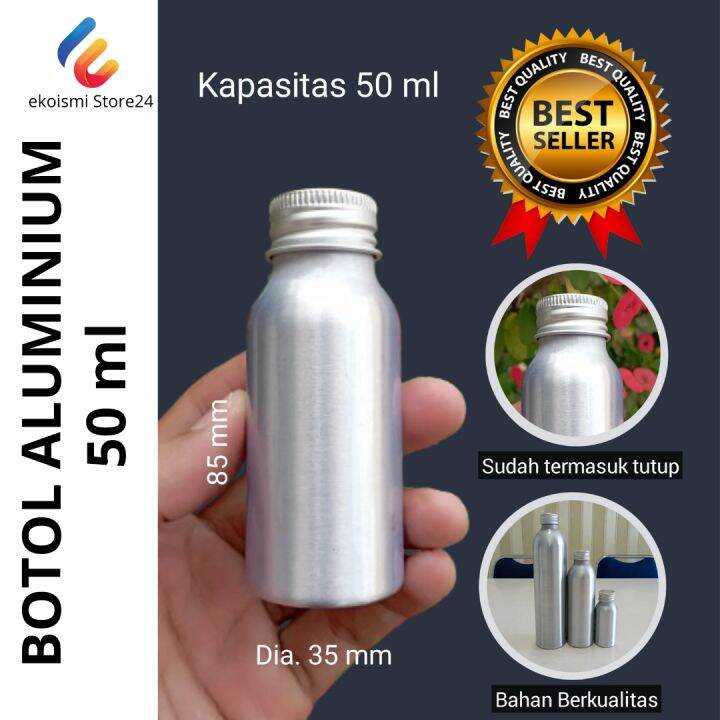 ekoismi Store24
BOTOL ALUMINIUM
50 ml
Kapasitas 50 ml
BEST QUALITY
BEST QUALITY
BEST
SELLER
BEST QUALITY
BEST QUALITY
85 mm
Dia. 35 mm
Sudah termasuk tutup
Bahan Berkualitas